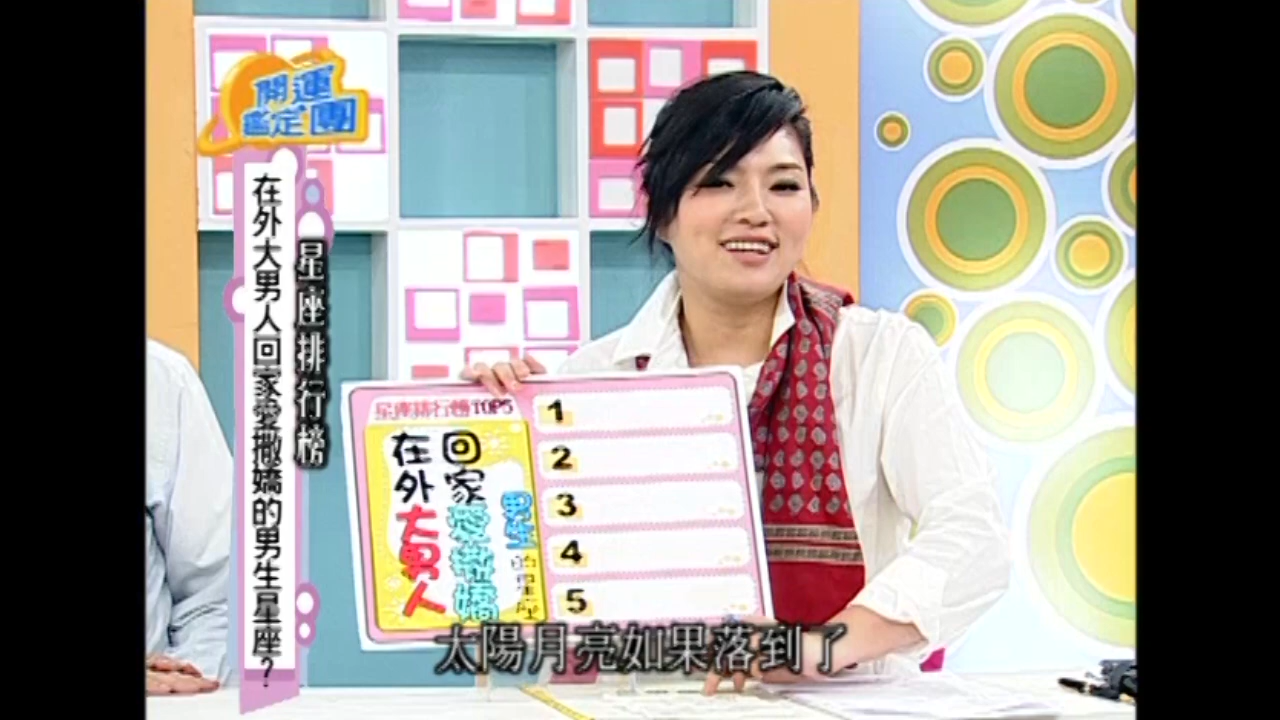 開運
鑑定團
星座排行榜
在外大男人回家愛撒嬌的男生星座?
星座排行榜TOP5
在外大男人
回家愛撒嬌
男生
的星座
1
2
3
4
5
太陽月亮如果落到了